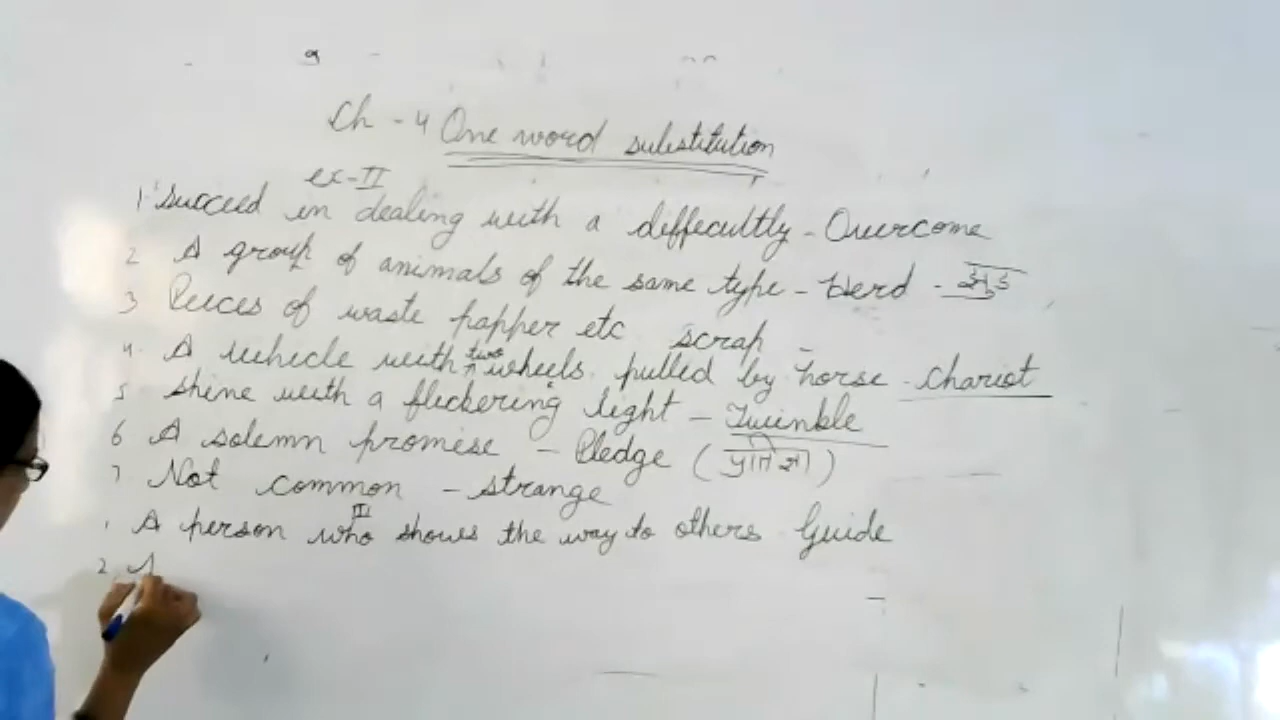 Ch - 4 One word substitution
ex-II
1. Succeed in dealing with a diffecultly - Overcome
2 A group of animals of the same type - Herd - झुंड
3 Peices of waste papper etc scrap -
4. A vehicle with two wheels pulled by horse - Chariot
5 Shine with a flickering light - Twinkle
6 A solemn promise - Pledge (प्रतिज्ञा)
7 Not common - strange
III
1 A person who shows the way to others Guide
2 A